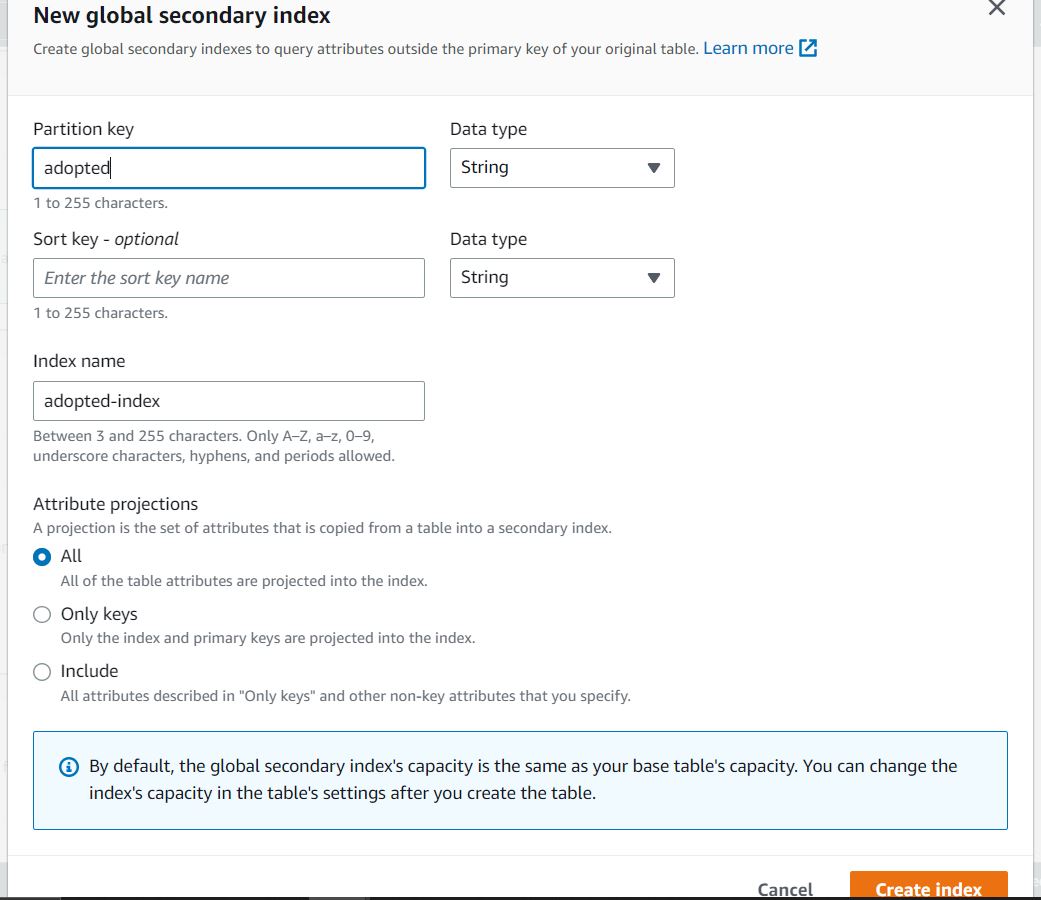 New global secondary index
Create global secondary indexes to query attributes outside the primary key of your original table. Learn more
Partition key
Data type
adopted
String
1 to 255 characters.
Sort key - optional
Data type
Enter the sort key name
String
1 to 255 characters.
Index name
adopted-index
Between 3 and 255 characters. Only A–Z, a–z, 0–9,
underscore characters, hyphens, and periods allowed.
Attribute projections
A projection is the set of attributes that is copied from a table into a secondary index.
All
All of the table attributes are projected into the index.
Only keys
Only the index and primary keys are projected into the index.
Include
All attributes described in "Only keys" and other non-key attributes that you specify.
By default, the global secondary index's capacity is the same as your base table's capacity. You can change the
index's capacity in the table's settings after you create the table.
Cancel
Create index